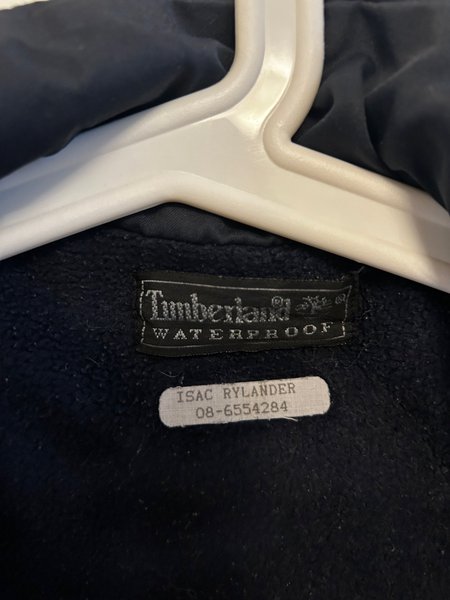 Timberland ®
WATERPROOF
ISAC RYLANDER
08-6554284